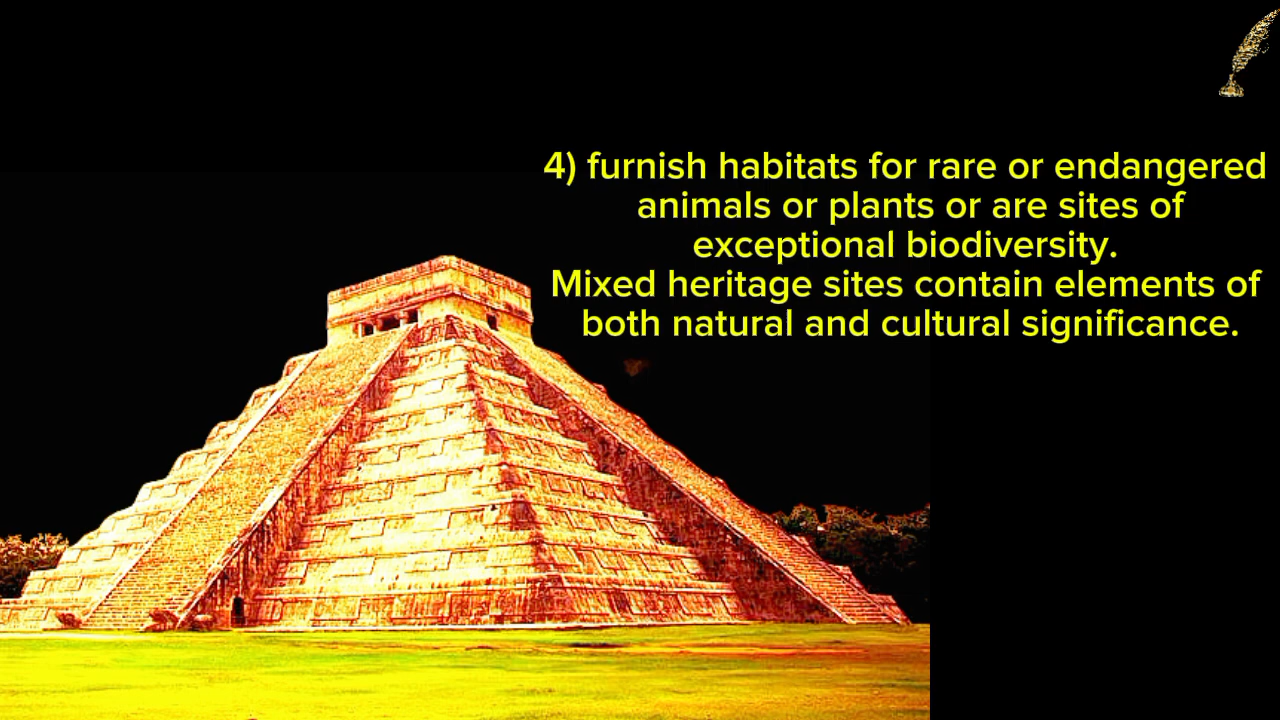 4) furnish habitats for rare or endangered
animals or plants or are sites of
exceptional biodiversity.
Mixed heritage sites contain elements of
both natural and cultural significance.